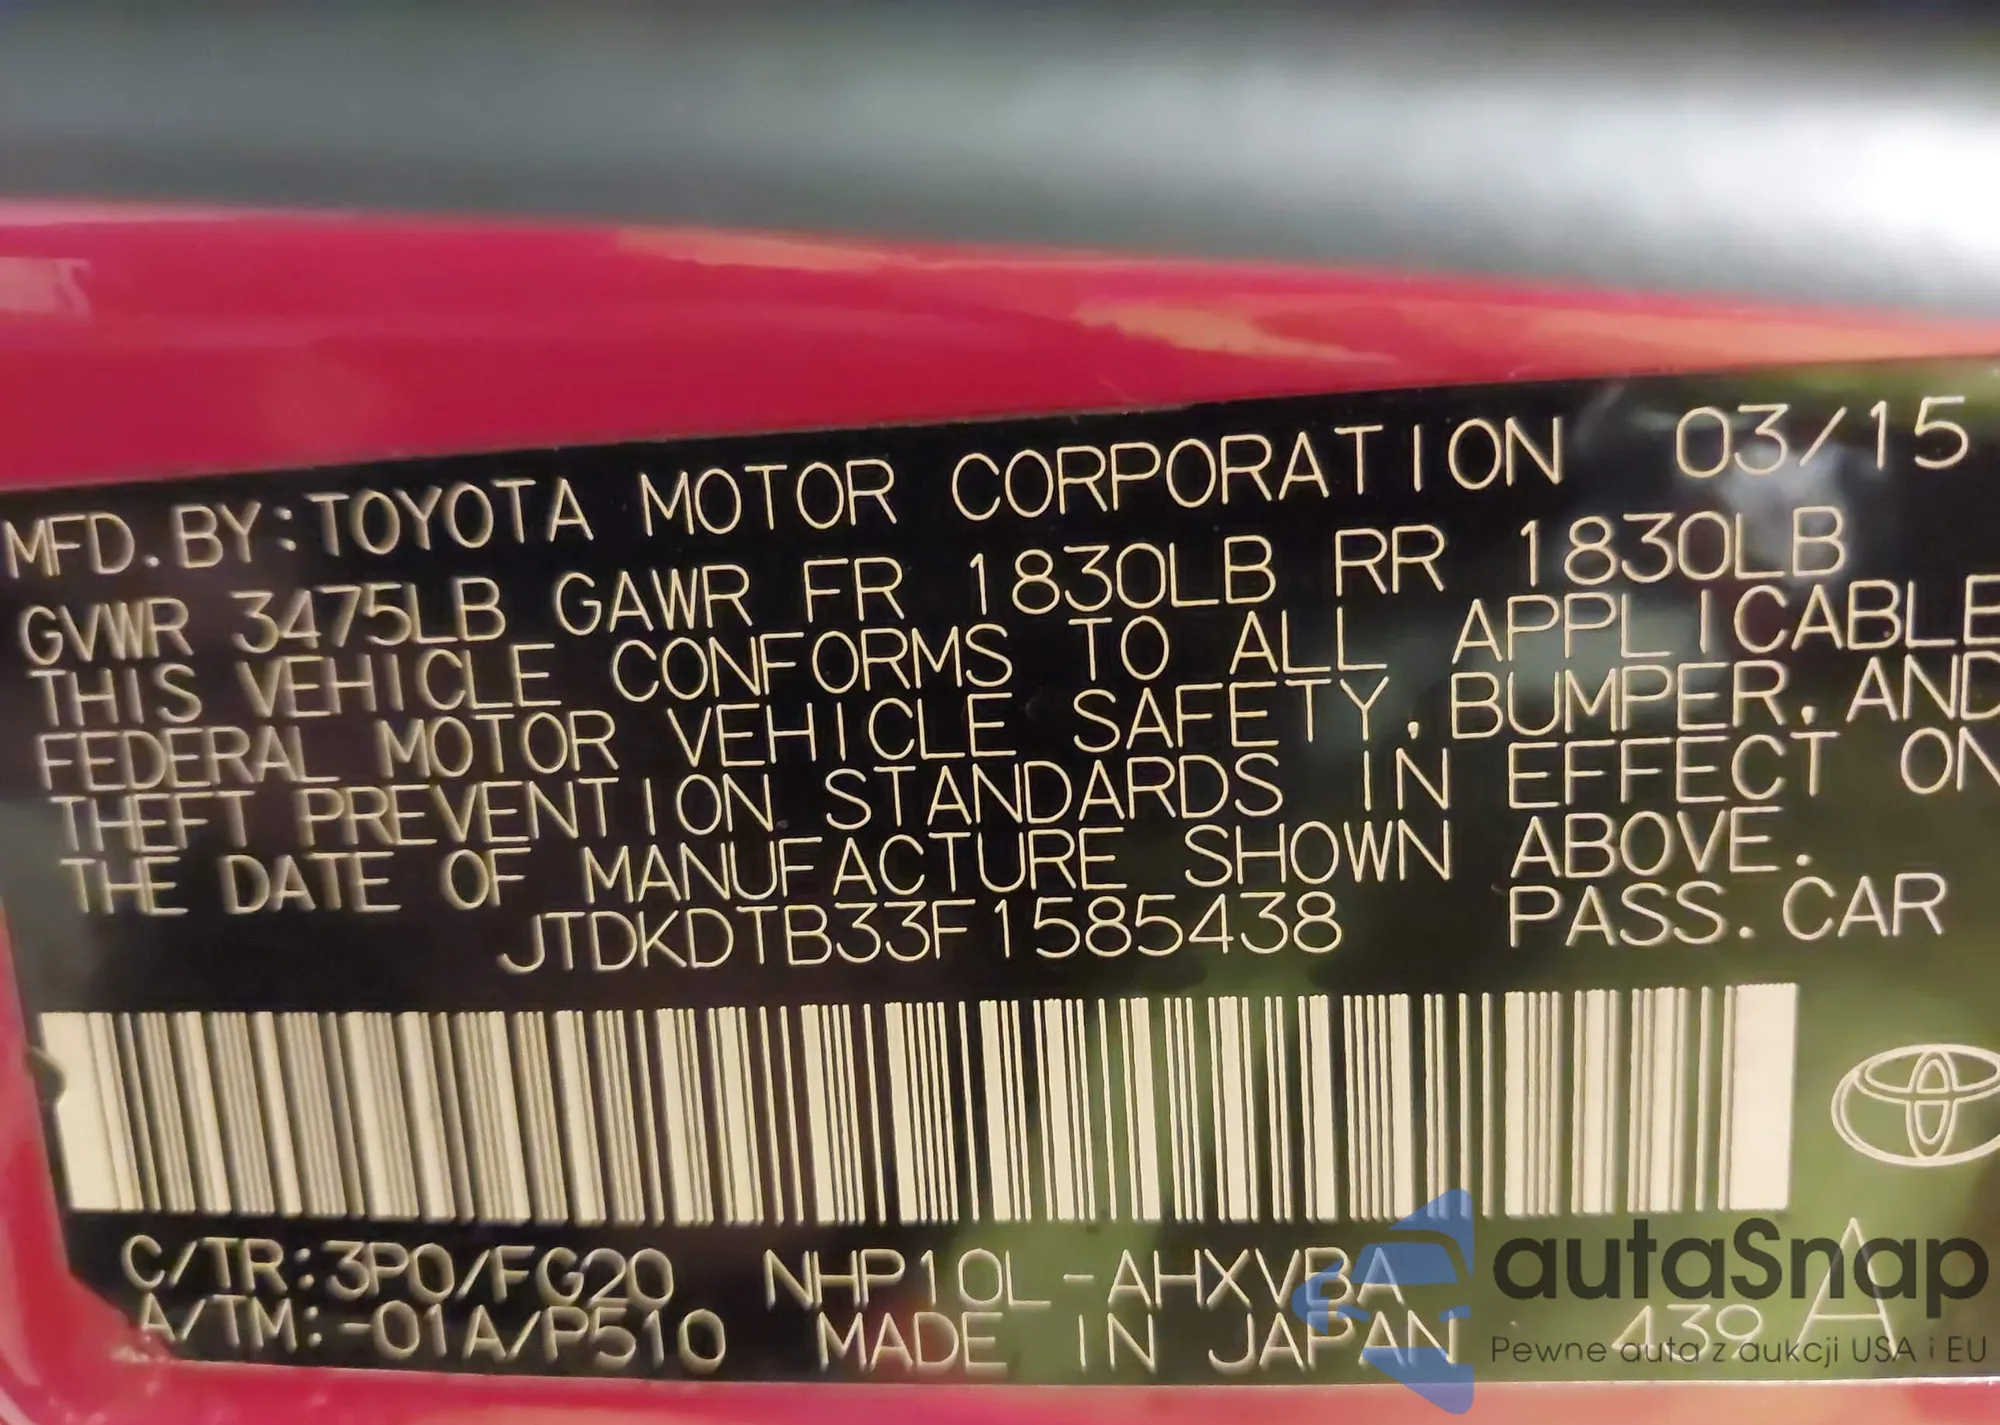 MFD.BY:TOYOTA MOTOR CORPORATION 03/15
GVWR 3475LB GAWR FR 1830LB RR 1830LB
THIS VEHICLE CONFORMS TO ALL APPLICABLE
FEDERAL MOTOR VEHICLE SAFETY, BUMPER, AND
THEFT PREVENTION STANDARDS IN EFFECT ON
THE DATE OF MANUFACTURE SHOWN ABOVE.
JTDKDTB33F1585438 PASS.CAR
C/TR:3P0/FG20 NHP10L-AHXVBA A
A/TM:-01A/P510 MADE IN JAPAN 439
autaSnap
Pewne auta z aukcji USA i EU